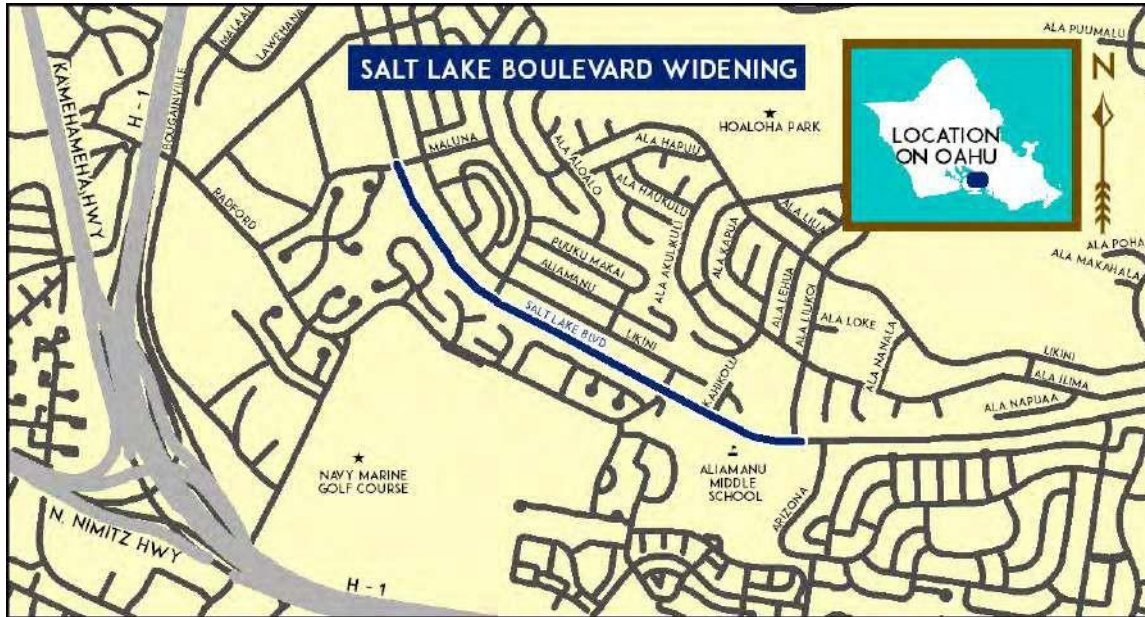 SALT LAKE BOULEVARD WIDENING
LOCATION
ON OAHU
N
ALA PUUMALU
MALAAI
LAWEHANA
KAMEHAMEHA HWY
H - 1
BOUGAINVILLE
RADFORD
MALUNA
ALA ALOALO
ALA HAPUU
HOALOHA PARK
ALA HAUKULU
ALA LILIA
ALA KAPUA
ALA AKULIKULI
PUUKU MAKAI
ALIAMANU
SALT LAKE BLVD
LIKINI
ALA LEHUA
ALA LILIKOI
ALA LOKE
ALA NANALA
ALA POHA
ALA MAKAHALA
LIKINI
ALA ILIMA
ALA NAPUAA
KAHIKOLU
ALIAMANU
MIDDLE
SCHOOL
ARIZONA
NAVY MARINE
GOLF COURSE
N. NIMITZ HWY
H - 1